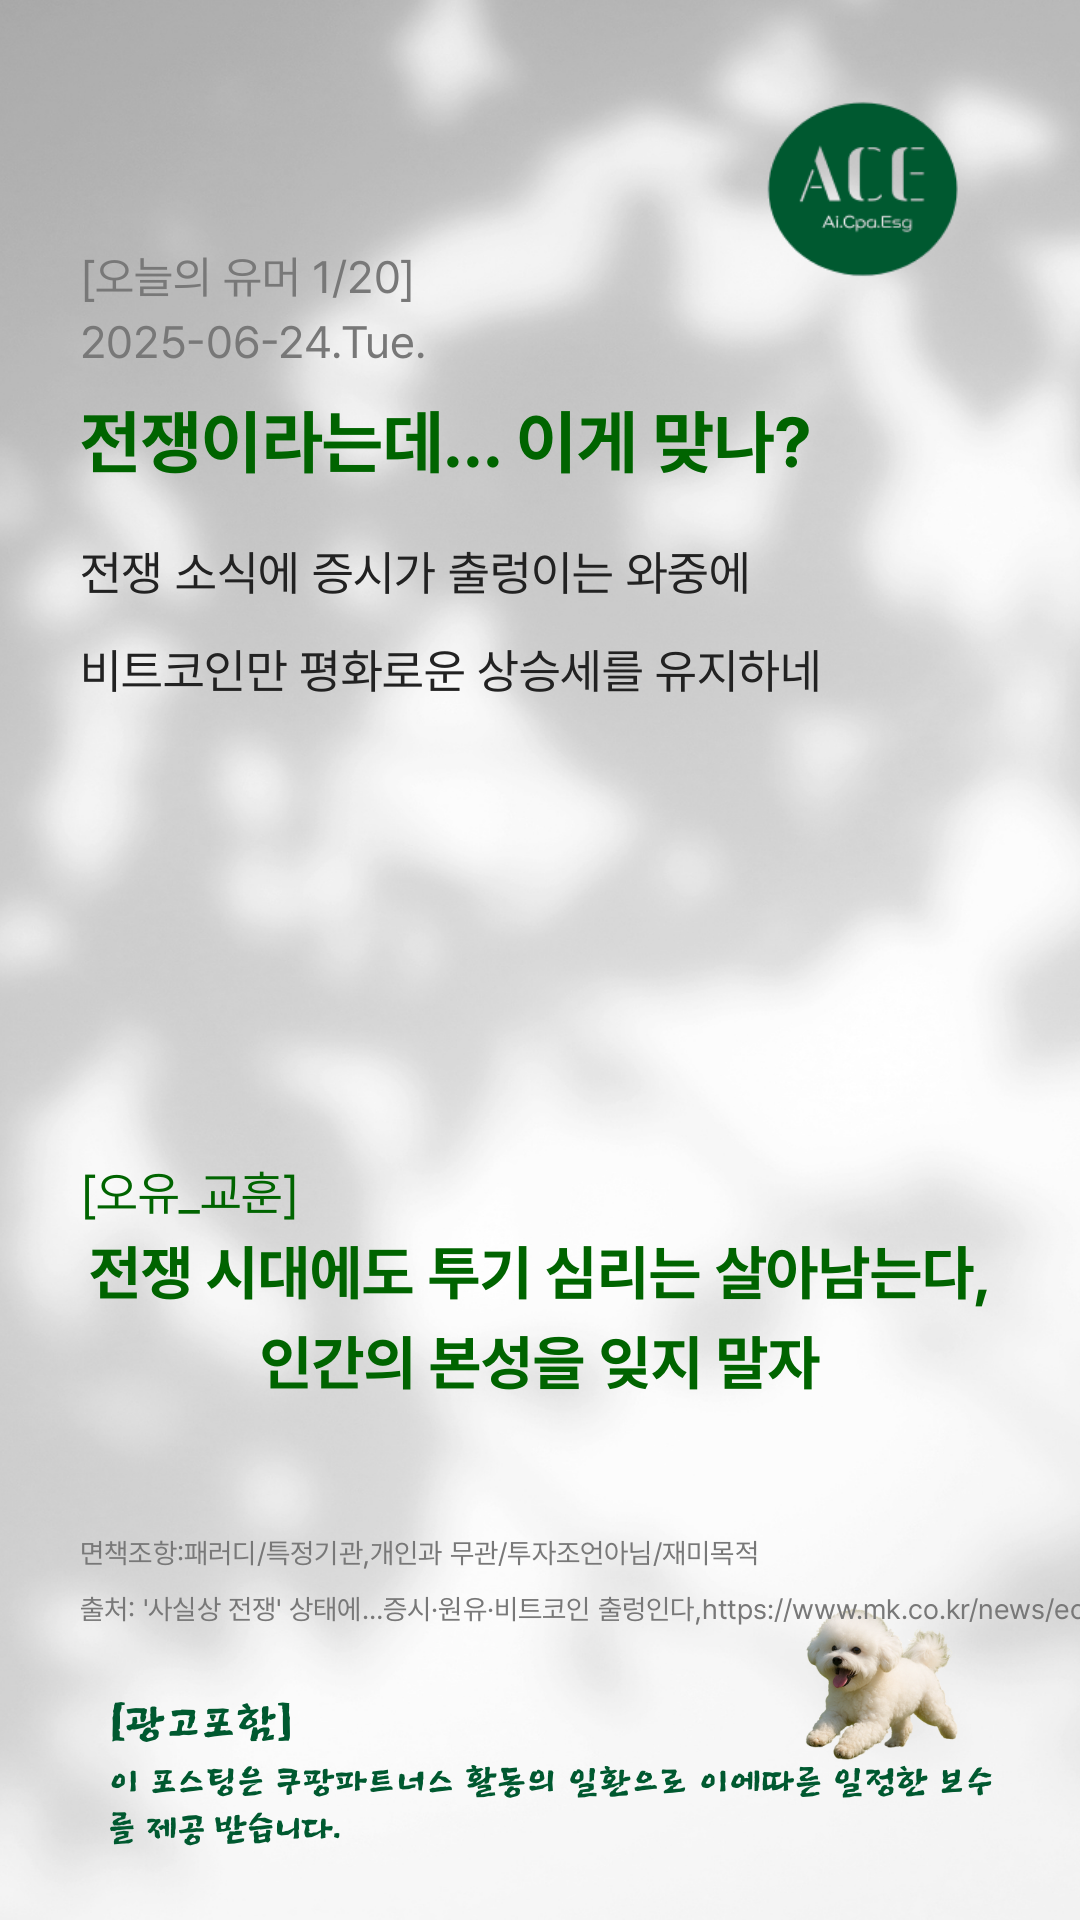 ACE
Ai.Cpa.Esg
[오늘의 유머 1/20]
2025-06-24.Tue.
전쟁이라는데... 이게 맞나?
전쟁 소식에 증시가 출렁이는 와중에
비트코인만 평화로운 상승세를 유지하네
[오유_교훈]
전쟁 시대에도 투기 심리는 살아남는다,
인간의 본성을 잊지 말자
면책조항:패러디/특정기관,개인과 무관/투자조언아님/재미목적
출처: '사실상 전쟁' 상태에...증시·원유·비트코인 출렁인다,https://www.mk.co.kr/news/ec
[광고포함]
이 포스팅은 쿠팡파트너스 활동의 일환으로 이에따른 일정한 보수
를 제공 받습니다.